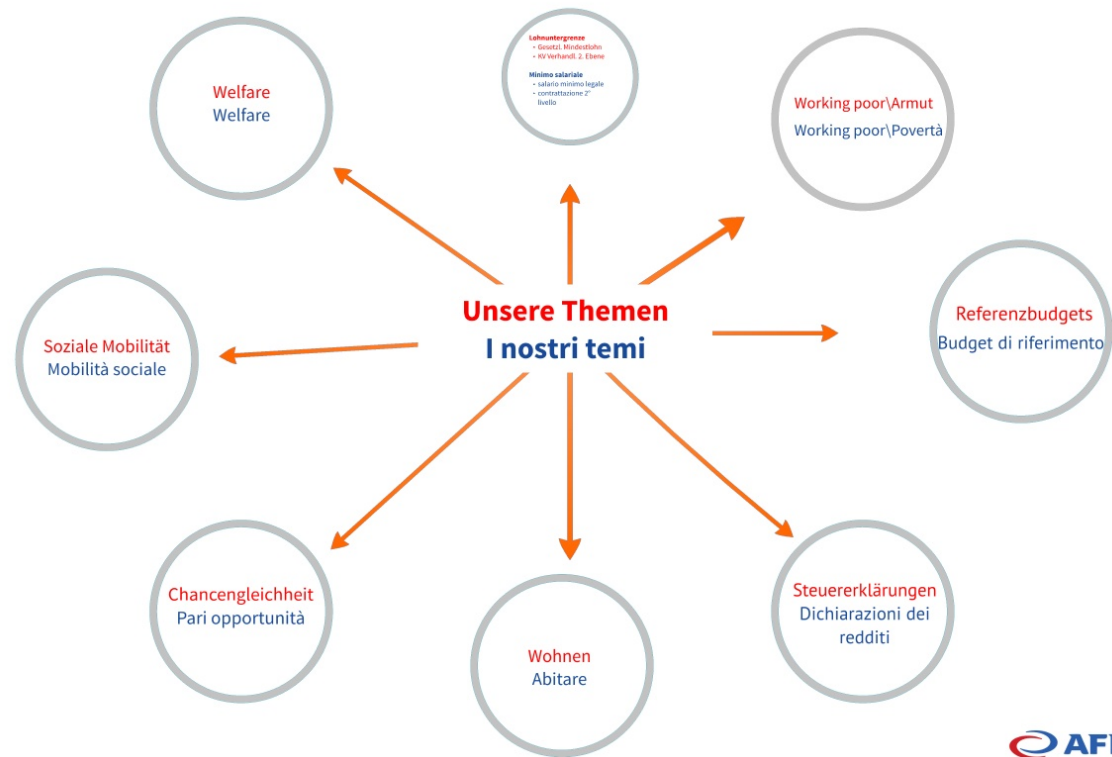 Lohnuntergrenze
• Gesetzl. Mindestlohn
• KV Verhandl. 2. Ebene
Minimo salariale
• salario minimo legale
• contrattazione 2°
livello
Welfare
Welfare
Working poor\Armut
Working poor\Povertà
Unsere Themen
I nostri temi
Referenzbudgets
Budget di riferimento
Soziale Mobilität
Mobilità sociale
Chancengleichheit
Pari opportunità
Wohnen
Abitare
Steuererklärungen
Dichiarazioni dei
redditi